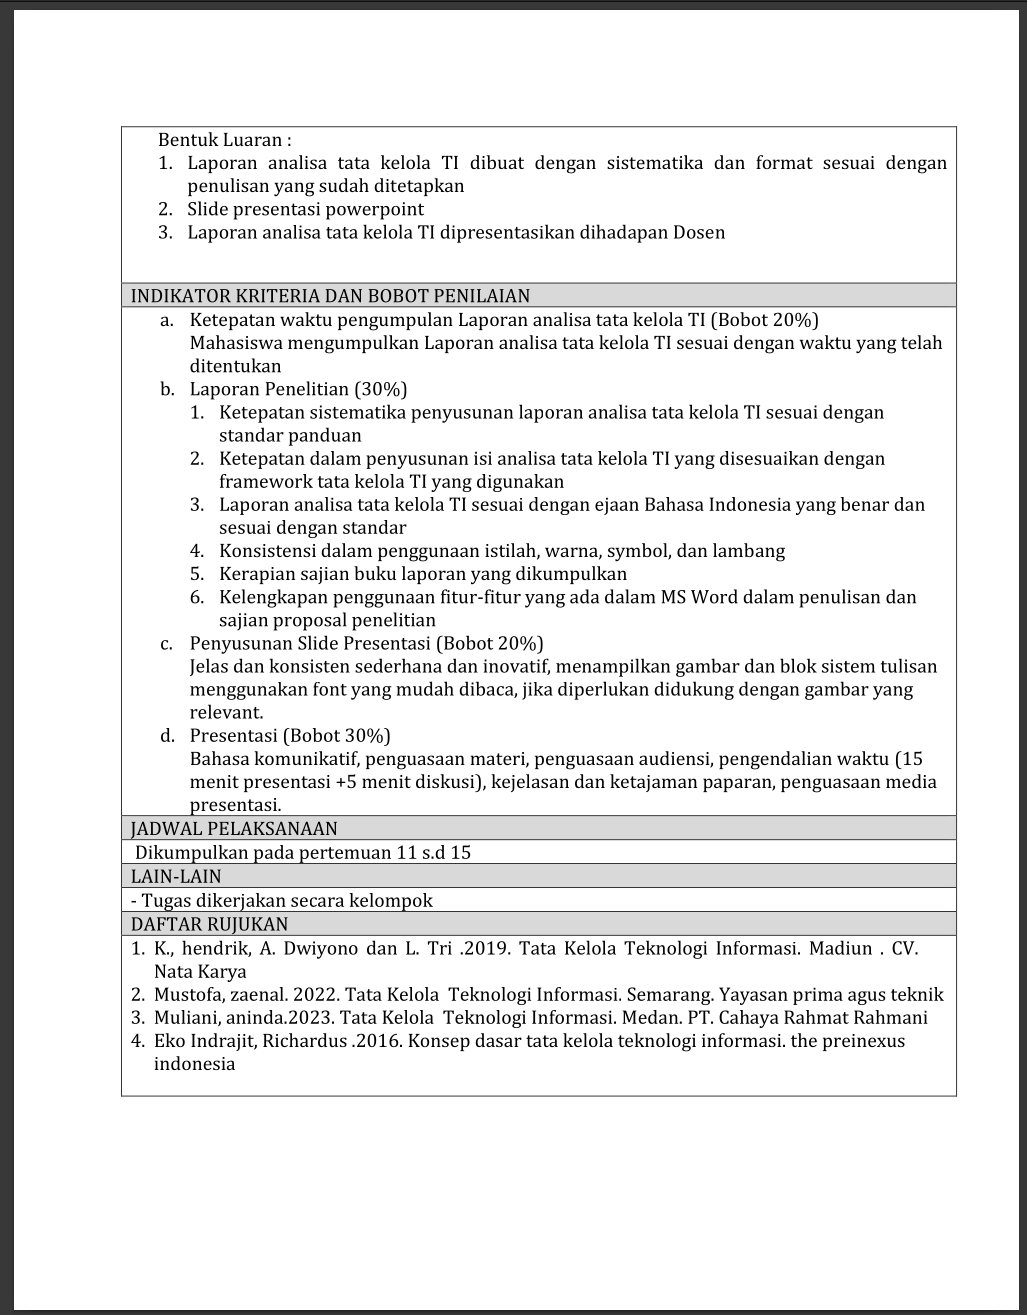 Bentuk Luaran :
1. Laporan analisa tata kelola TI dibuat dengan sistematika dan format sesuai dengan
penulisan yang sudah ditetapkan
2. Slide presentasi powerpoint
3. Laporan analisa tata kelola TI dipresentasikan dihadapan Dosen
INDIKATOR KRITERIA DAN BOBOT PENILAIAN
a. Ketepatan waktu pengumpulan Laporan analisa tata kelola TI (Bobot 20%)
Mahasiswa mengumpulkan Laporan analisa tata kelola TI sesuai dengan waktu yang telah
ditentukan
b. Laporan Penelitian (30%)
1. Ketepatan sistematika penyusunan laporan analisa tata kelola TI sesuai dengan
standar panduan
2. Ketepatan dalam penyusunan isi analisa tata kelola TI yang disesuaikan dengan
framework tata kelola TI yang digunakan
3. Laporan analisa tata kelola TI sesuai dengan ejaan Bahasa Indonesia yang benar dan
sesuai dengan standar
4. Konsistensi dalam penggunaan istilah, warna, symbol, dan lambang
5. Kerapian sajian buku laporan yang dikumpulkan
6. Kelengkapan penggunaan fitur-fitur yang ada dalam MS Word dalam penulisan dan
sajian proposal penelitian
c. Penyusunan Slide Presentasi (Bobot 20%)
Jelas dan konsisten sederhana dan inovatif, menampilkan gambar dan blok sistem tulisan
menggunakan font yang mudah dibaca, jika diperlukan didukung dengan gambar yang
relevant.
d. Presentasi (Bobot 30%)
Bahasa komunikatif, penguasaan materi, penguasaan audiensi, pengendalian waktu (15
menit presentasi +5 menit diskusi), kejelasan dan ketajaman paparan, penguasaan media
presentasi.
JADWAL PELAKSANAAN
Dikumpulkan pada pertemuan 11 s.d 15
LAIN-LAIN
- Tugas dikerjakan secara kelompok
DAFTAR RUJUKAN
1. K., hendrik, A. Dwiyono dan L. Tri .2019. Tata Kelola Teknologi Informasi. Madiun . CV.
Nata Karya
2. Mustofa, zaenal. 2022. Tata Kelola Teknologi Informasi. Semarang. Yayasan prima agus teknik
3. Muliani, aninda.2023. Tata Kelola Teknologi Informasi. Medan. PT. Cahaya Rahmat Rahmani
4. Eko Indrajit, Richardus .2016. Konsep dasar tata kelola teknologi informasi. the preinexus
indonesia